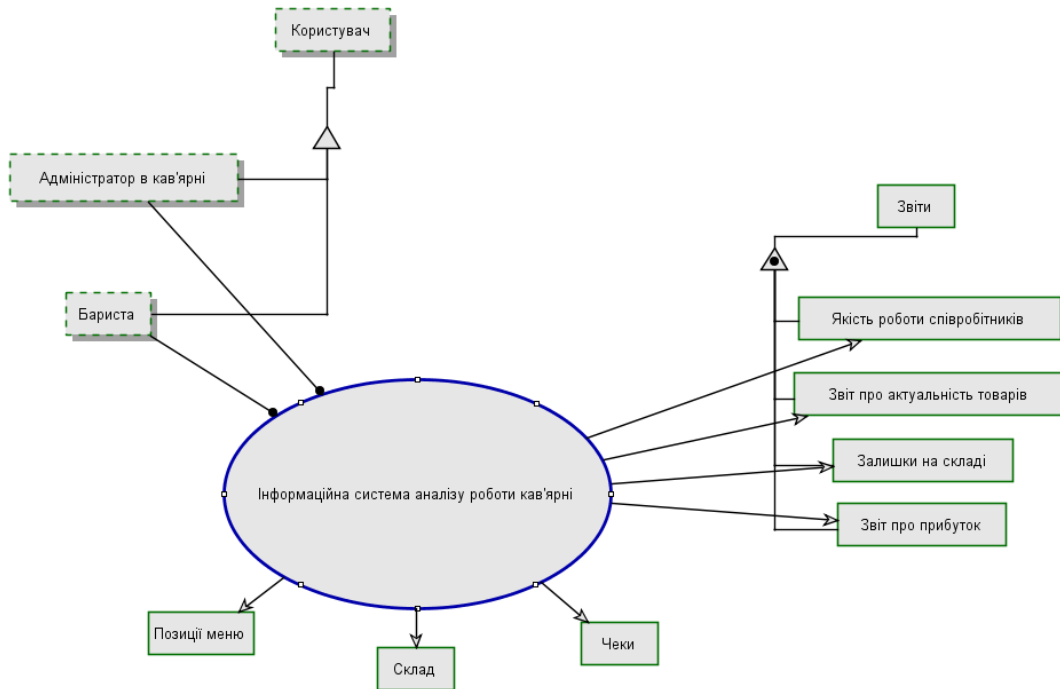 Користувач
Адміністратор в кав'ярні
Звіти
Бариста
Якість роботи співробітників
Звіт про актуальність товарів
Залишки на складі
Інформаційна система аналізу роботи кав'ярні
Звіт про прибуток
Позиції меню
Чеки
Склад